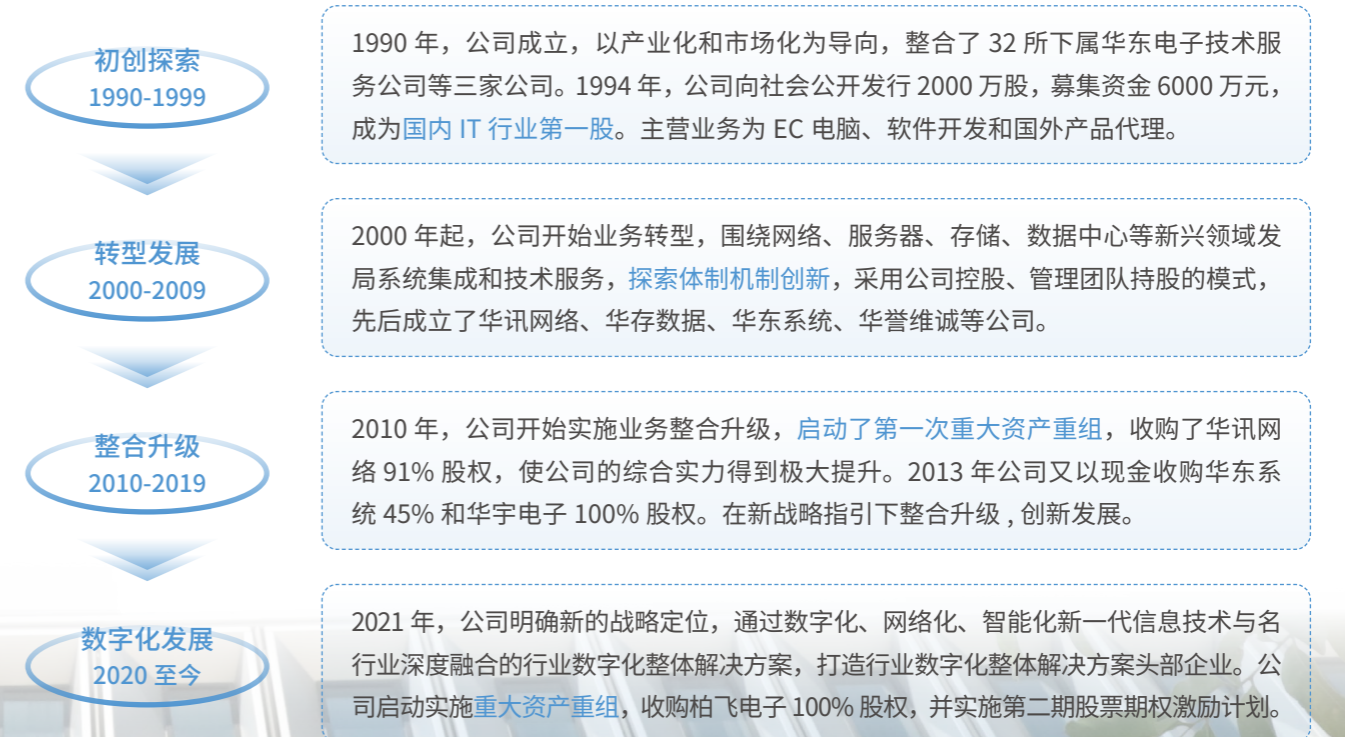 初创探索
1990-1999
1990 年，公司成立，以产业化和市场化为导向，整合了 32 所下属华东电子技术服
务公司等三家公司。1994 年，公司向社会公开发行 2000 万股，募集资金 6000 万元，
成为国内 IT 行业第一股。主营业务为 EC 电脑、软件开发和国外产品代理。
转型发展
2000-2009
2000 年起，公司开始业务转型，围绕网络、服务器、存储、数据中心等新兴领域发
局系统集成和技术服务，探索体制机制创新，采用公司控股、管理团队持股的模式，
先后成立了华讯网络、华存数据、华东系统、华誉维诚等公司。
整合升级
2010-2019
2010 年，公司开始实施业务整合升级，启动了第一次重大资产重组，收购了华讯网
络 91% 股权，使公司的综合实力得到极大提升。2013 年公司又以现金收购华东系
统 45% 和华宇电子 100% 股权。在新战略指引下整合升级 , 创新发展。
数字化发展
2020 至今
2021 年，公司明确新的战略定位，通过数字化、网络化、智能化新一代信息技术与名
行业深度融合的行业数字化整体解决方案，打造行业数字化整体解决方案头部企业。公
司启动实施重大资产重组，收购柏飞电子 100% 股权，并实施第二期股票期权激励计划。